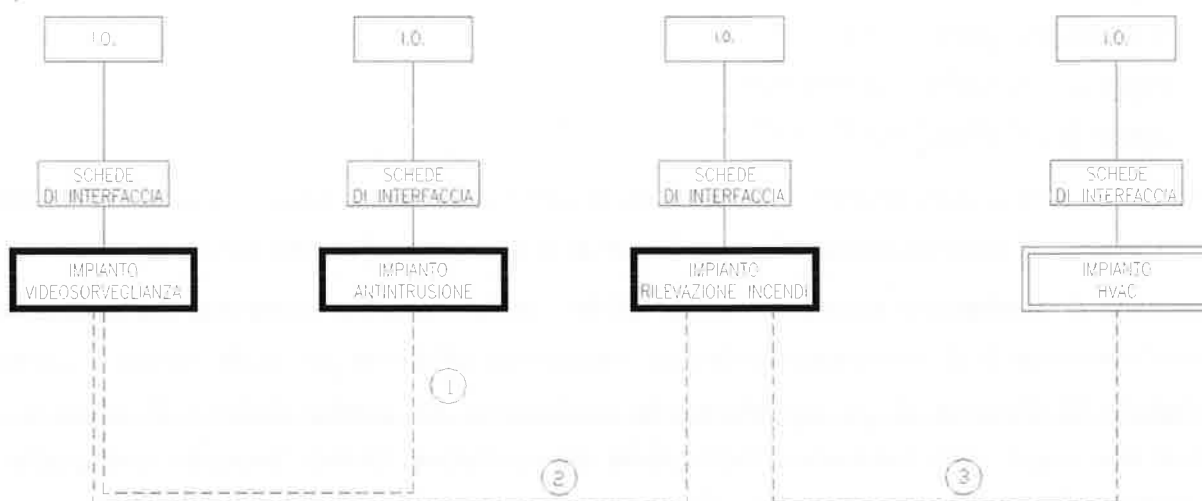 I.O.
I.O.
I.O.
I.O.
SCHEDE
DI INTERFACCIA
SCHEDE
DI INTERFACCIA
SCHEDE
DI INTERFACCIA
SCHEDE
DI INTERFACCIA
IMPIANTO
VIDEOSORVEGLIANZA
IMPIANTO
ANTINTRUSIONE
IMPIANTO
RILEVAZIONE INCENDI
IMPIANTO
HVAC
1
2
3